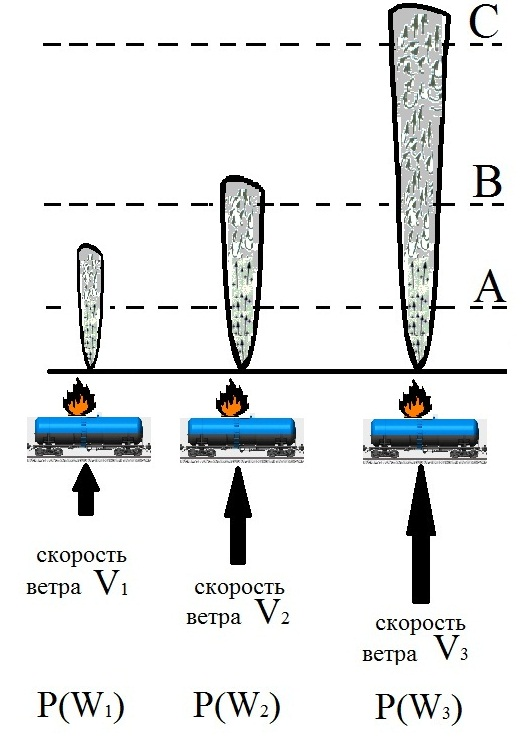 C
B
A
скорость
ветра V1
скорость
ветра V2
скорость
ветра V3
P(W1)
P(W2)
P(W3)